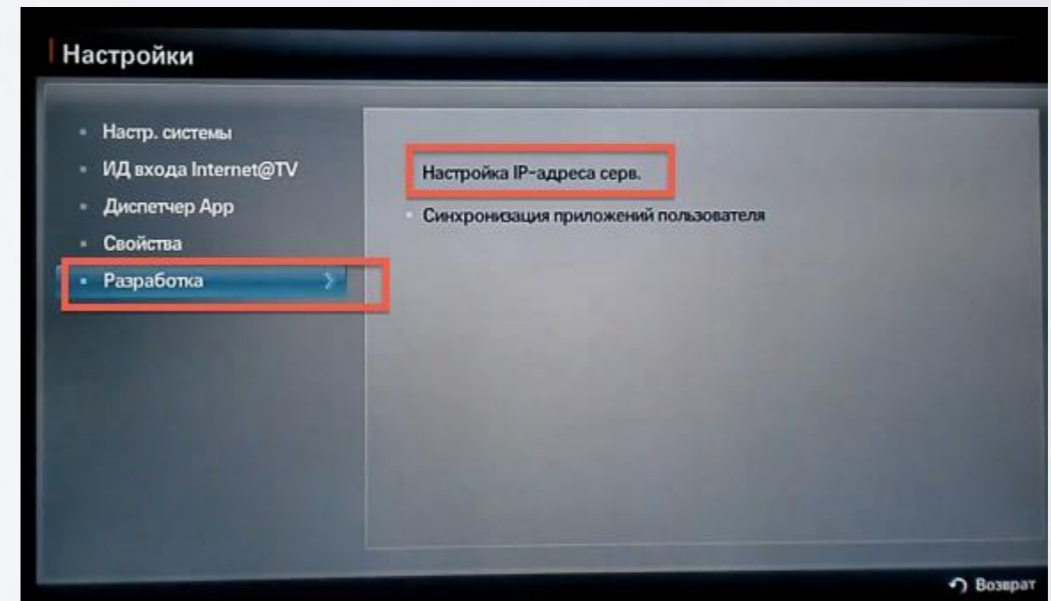 Настройки
Настр. системы
ИД входа Internet@TV
Диспетчер App
Свойства
Разработка
Настройка IP-адреса серв.
Синхронизация приложений пользователя
Возврат